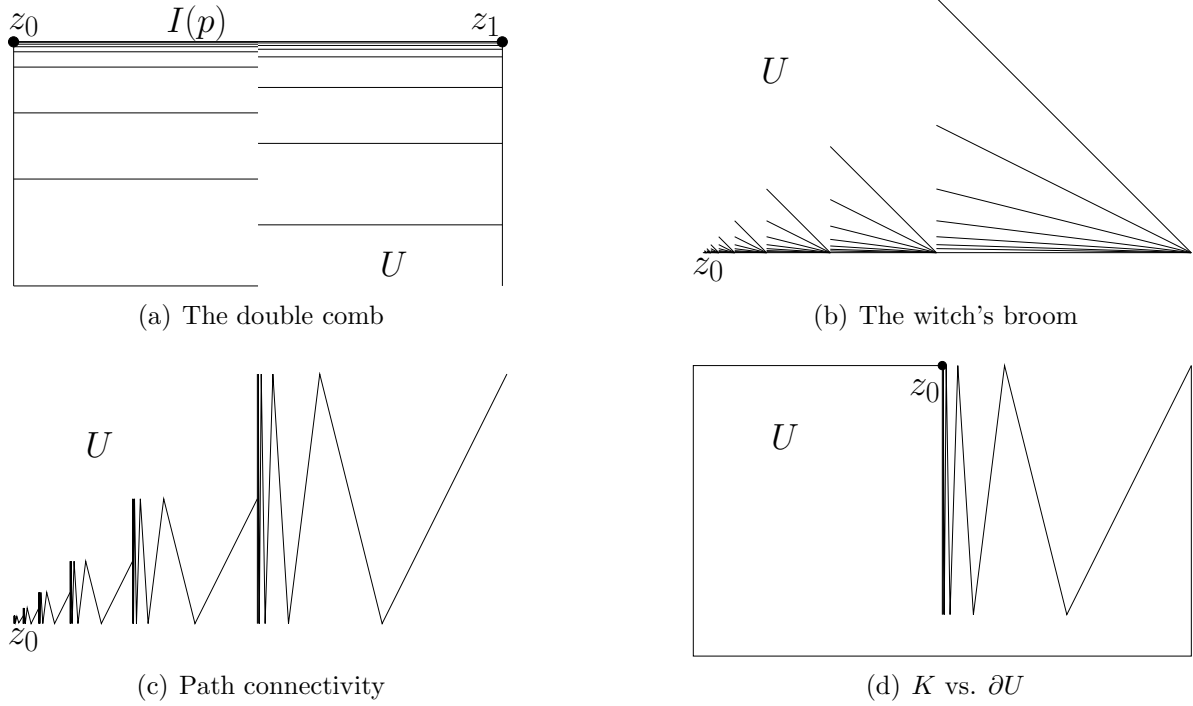 z₀ I(p) z₁
U
(a) The double comb
U
z₀
(b) The witch's broom
U
z₀
(c) Path connectivity
z₀
U
(d) K vs. ∂U